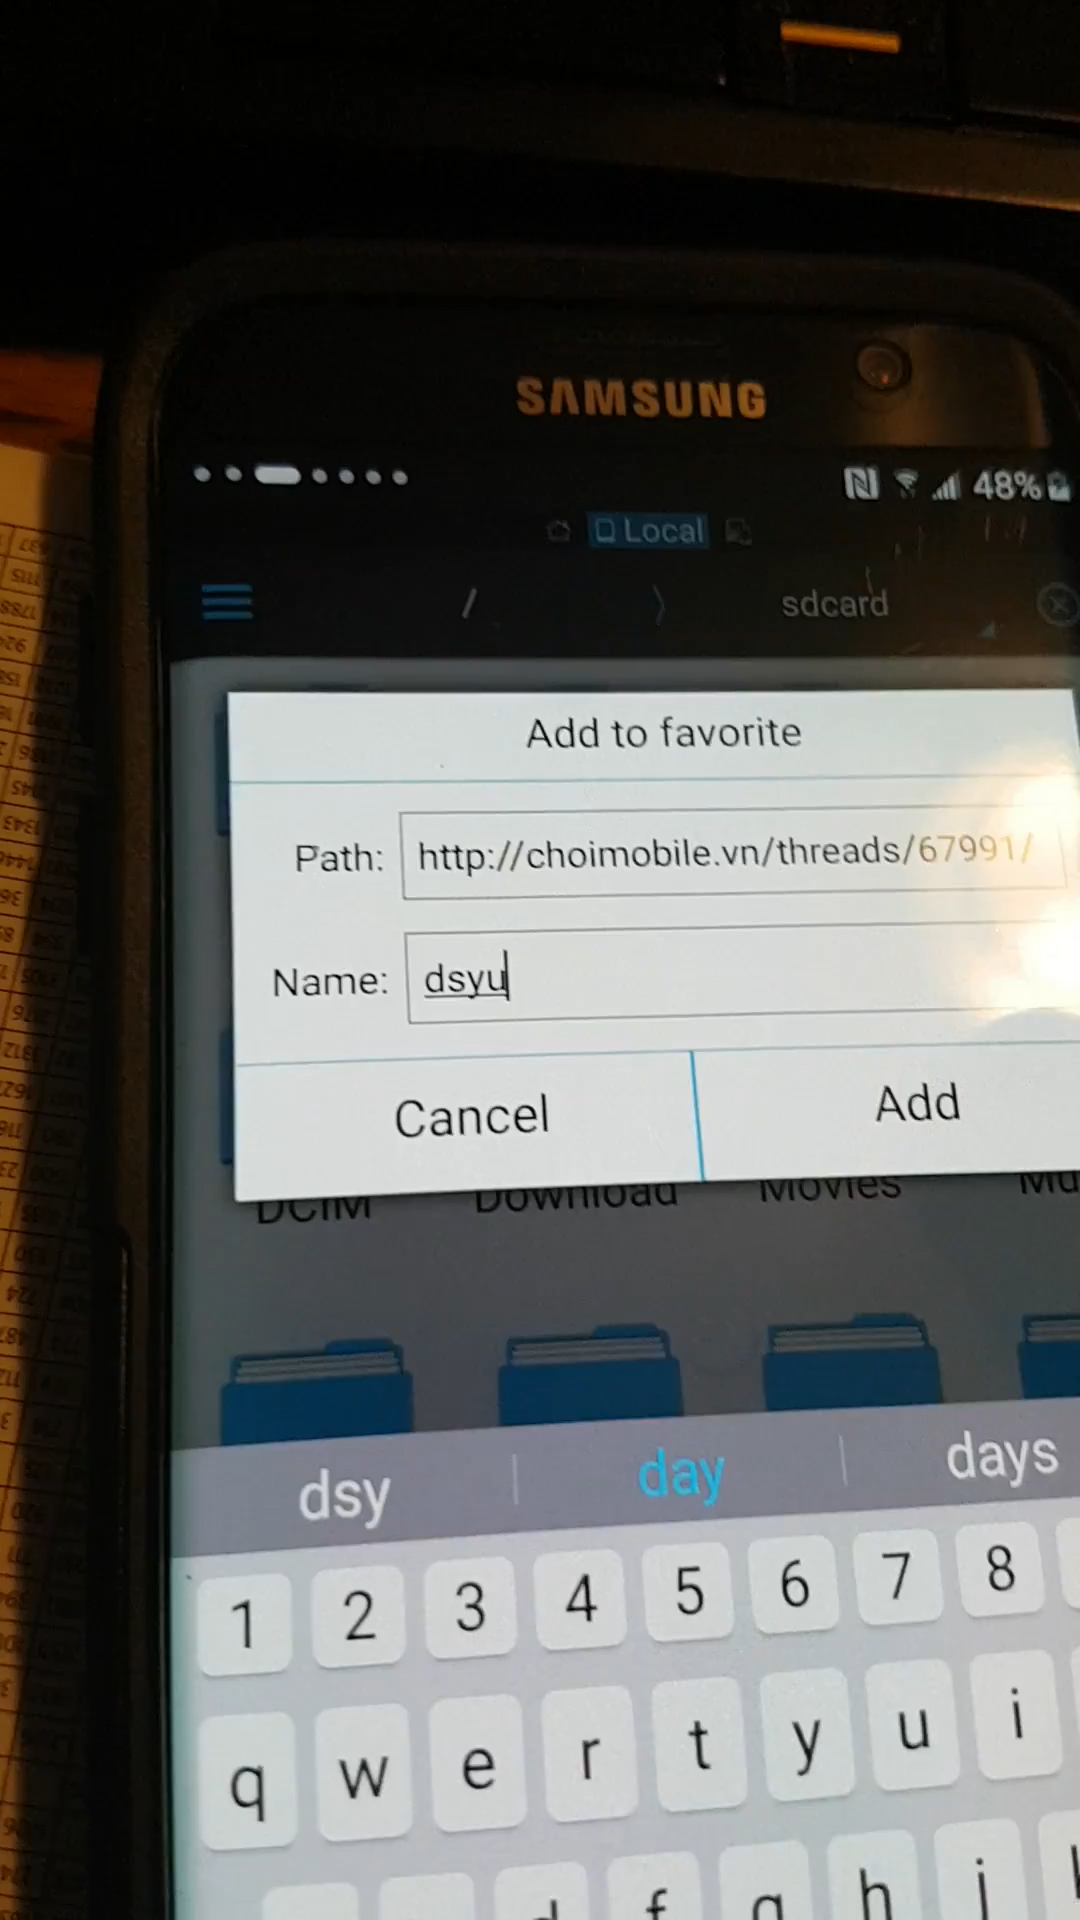 SAMSUNG
48%
Local
/ 〉 sdcard
Add to favorite
Path: http://choimobile.vn/threads/67991/
Name: dsyu
Cancel Add
DCIM Download Movies
dsy day days
1 2 3 4 5 6 7 8
q w e r t y u i
d f g h j